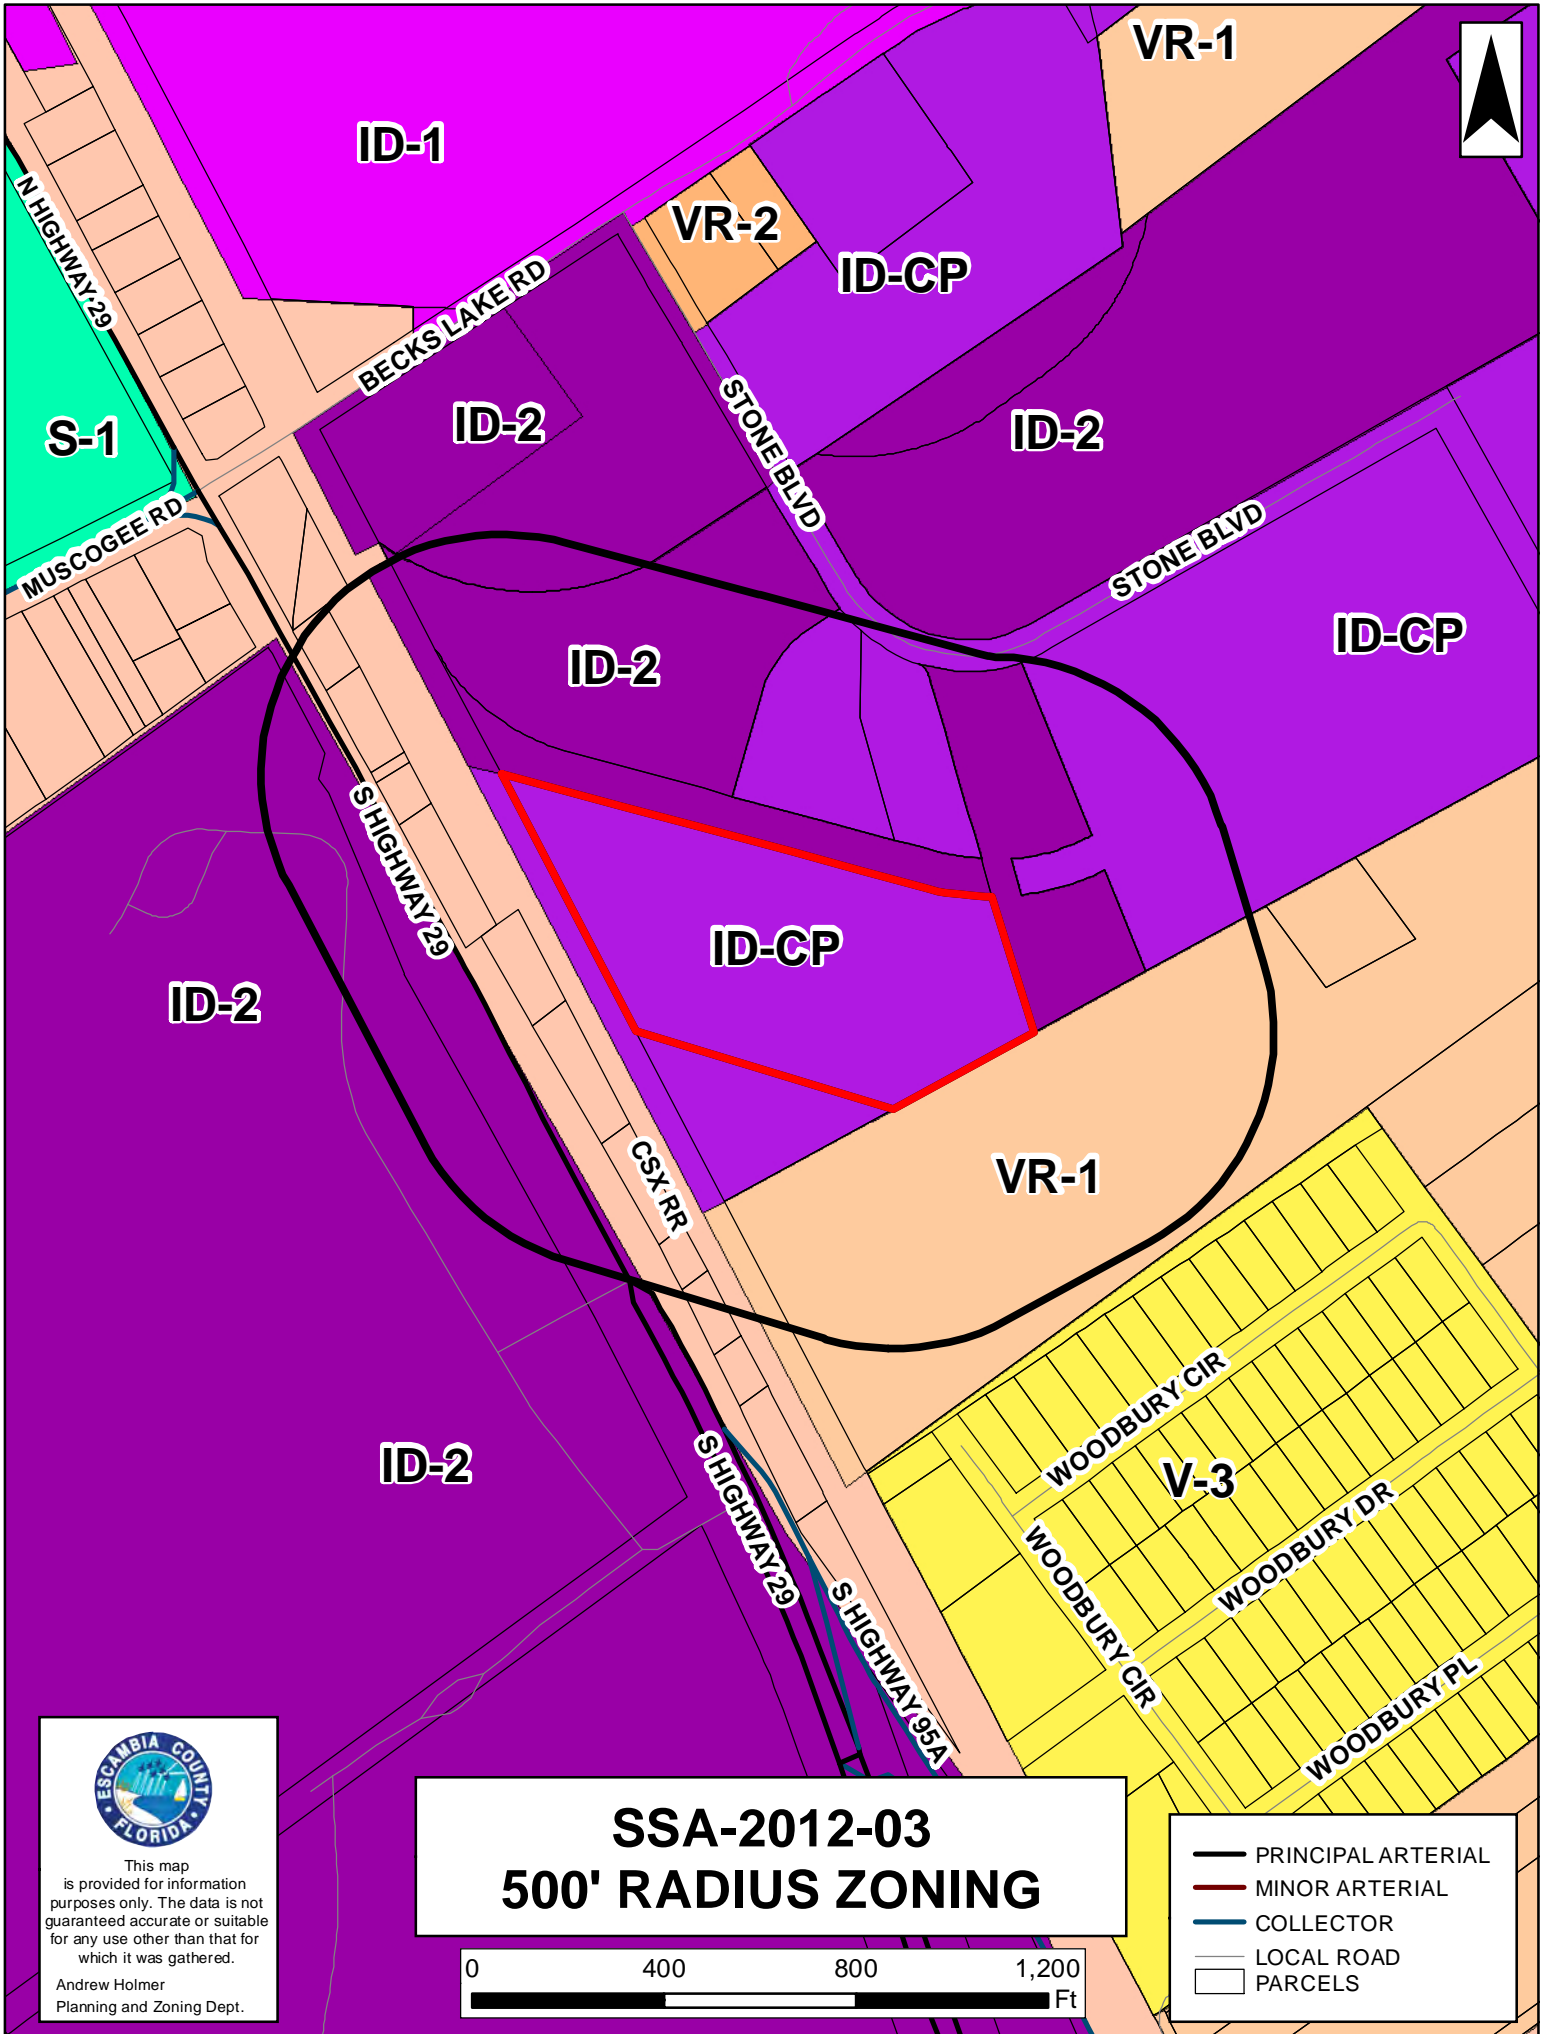 VR-1
ID-1
N HIGHWAY 29
VR-2
ID-CP
BECKS LAKE RD
S-1
ID-2
STONE BLVD
ID-2
MUSCOGEE RD
STONE BLVD
ID-CP
ID-2
S HIGHWAY 29
ID-CP
ID-2
CSX RR
VR-1
WOODBURY CIR
ID-2
S HIGHWAY 29
V-3
WOODBURY DR
WOODBURY CIR
S HIGHWAY 95A
WOODBURY PL
ESCAMBIA COUNTY
FLORIDA
This map
is provided for information
purposes only. The data is not
guaranteed accurate or suitable
for any use other than that for
which it was gathered.
Andrew Holmer
Planning and Zoning Dept.
SSA-2012-03
500' RADIUS ZONING
0 400 800 1,200
Ft
PRINCIPAL ARTERIAL
MINOR ARTERIAL
COLLECTOR
LOCAL ROAD
PARCELS